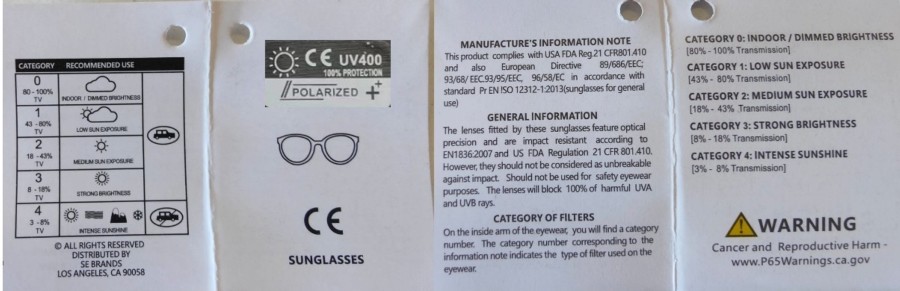 CATEGORY RECOMMENDED USE
0
80 - 100%
TV
INDOOR / DIMMED BRIGHTNESS
1
43 - 80%
TV
LOW SUN EXPOSURE
2
18 - 43%
TV
MEDIUM SUN EXPOSURE
3
8 - 18%
TV
STRONG BRIGHTNESS
4
3 - 8%
TV
INTENSE SUNSHINE
© ALL RIGHTS RESERVED
DISTRIBUTED BY
SE BRANDS
LOS ANGELES, CA 90058
CE UV400
100% PROTECTION
POLARIZED
CE
SUNGLASSES
MANUFACTURE'S INFORMATION NOTE
This product complies with USA FDA Reg.21 CFR801.410
and also European Directive 89/686/EEC;
93/68/ EEC.93/95/EEC, 96/58/EC in accordance with
standard Pr EN ISO 12312-1:2013(sunglasses for general
use)
GENERAL INFORMATION
The lenses fitted by these sunglasses feature optical
precision and are impact resistant according to
EN1836:2007 and US FDA Regulation 21 CFR 801.410.
However, they should not be considered as unbreakable
against impact. Should not be used for safety eyewear
purposes. The lenses will block 100% of harmful UVA
and UVB rays.
CATEGORY OF FILTERS
On the inside arm of the eyewear, you will find a category
number. The category number corresponding to the
information note indicates the type of filter used on the
eyewear.
CATEGORY 0: INDOOR / DIMMED BRIGHTNESS
[80% - 100% Transmission]
CATEGORY 1: LOW SUN EXPOSURE
[43% - 80% Transmission]
CATEGORY 2: MEDIUM SUN EXPOSURE
[18% - 43% Transmission]
CATEGORY 3: STRONG BRIGHTNESS
[8% - 18% Transmission]
CATEGORY 4: INTENSE SUNSHINE
[3% - 8% Transmission]
WARNING
Cancer and Reproductive Harm -
www.P65Warnings.ca.gov